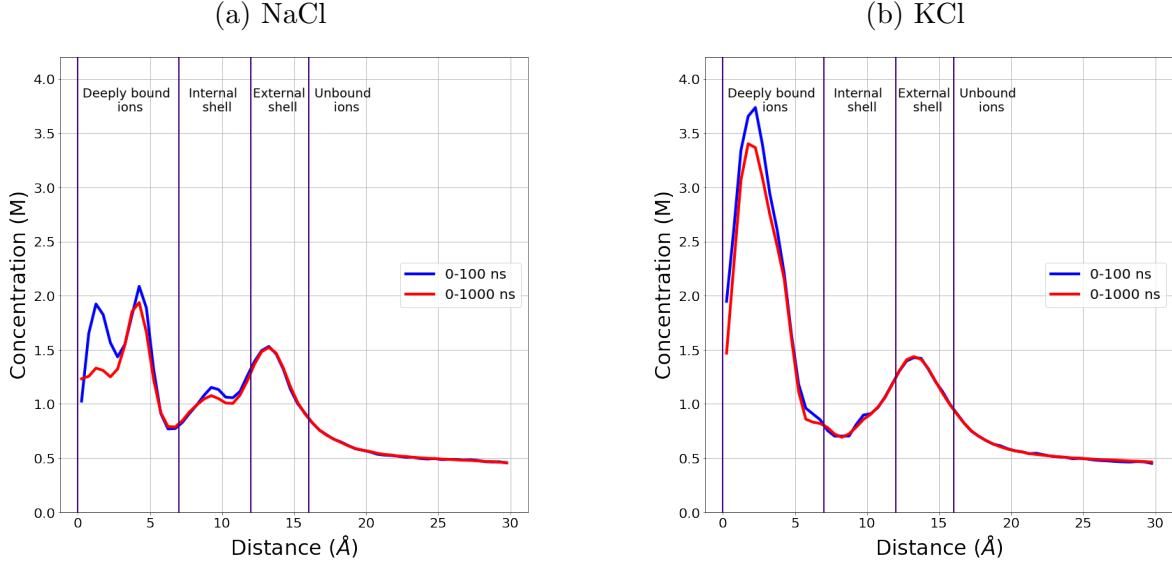 (a) NaCl
4.0
3.5
3.0
2.5
2.0
1.5
1.0
0.5
0.0
Concentration (M)
Deeply bound
ions
Internal
shell
External
shell
Unbound
ions
0-100 ns
0-1000 ns
0
5
10
15
20
25
30
Distance (Å)
(b) KCl
4.0
3.5
3.0
2.5
2.0
1.5
1.0
0.5
0.0
Concentration (M)
Deeply bound
ions
Internal
shell
External
shell
Unbound
ions
0-100 ns
0-1000 ns
0
5
10
15
20
25
30
Distance (Å)